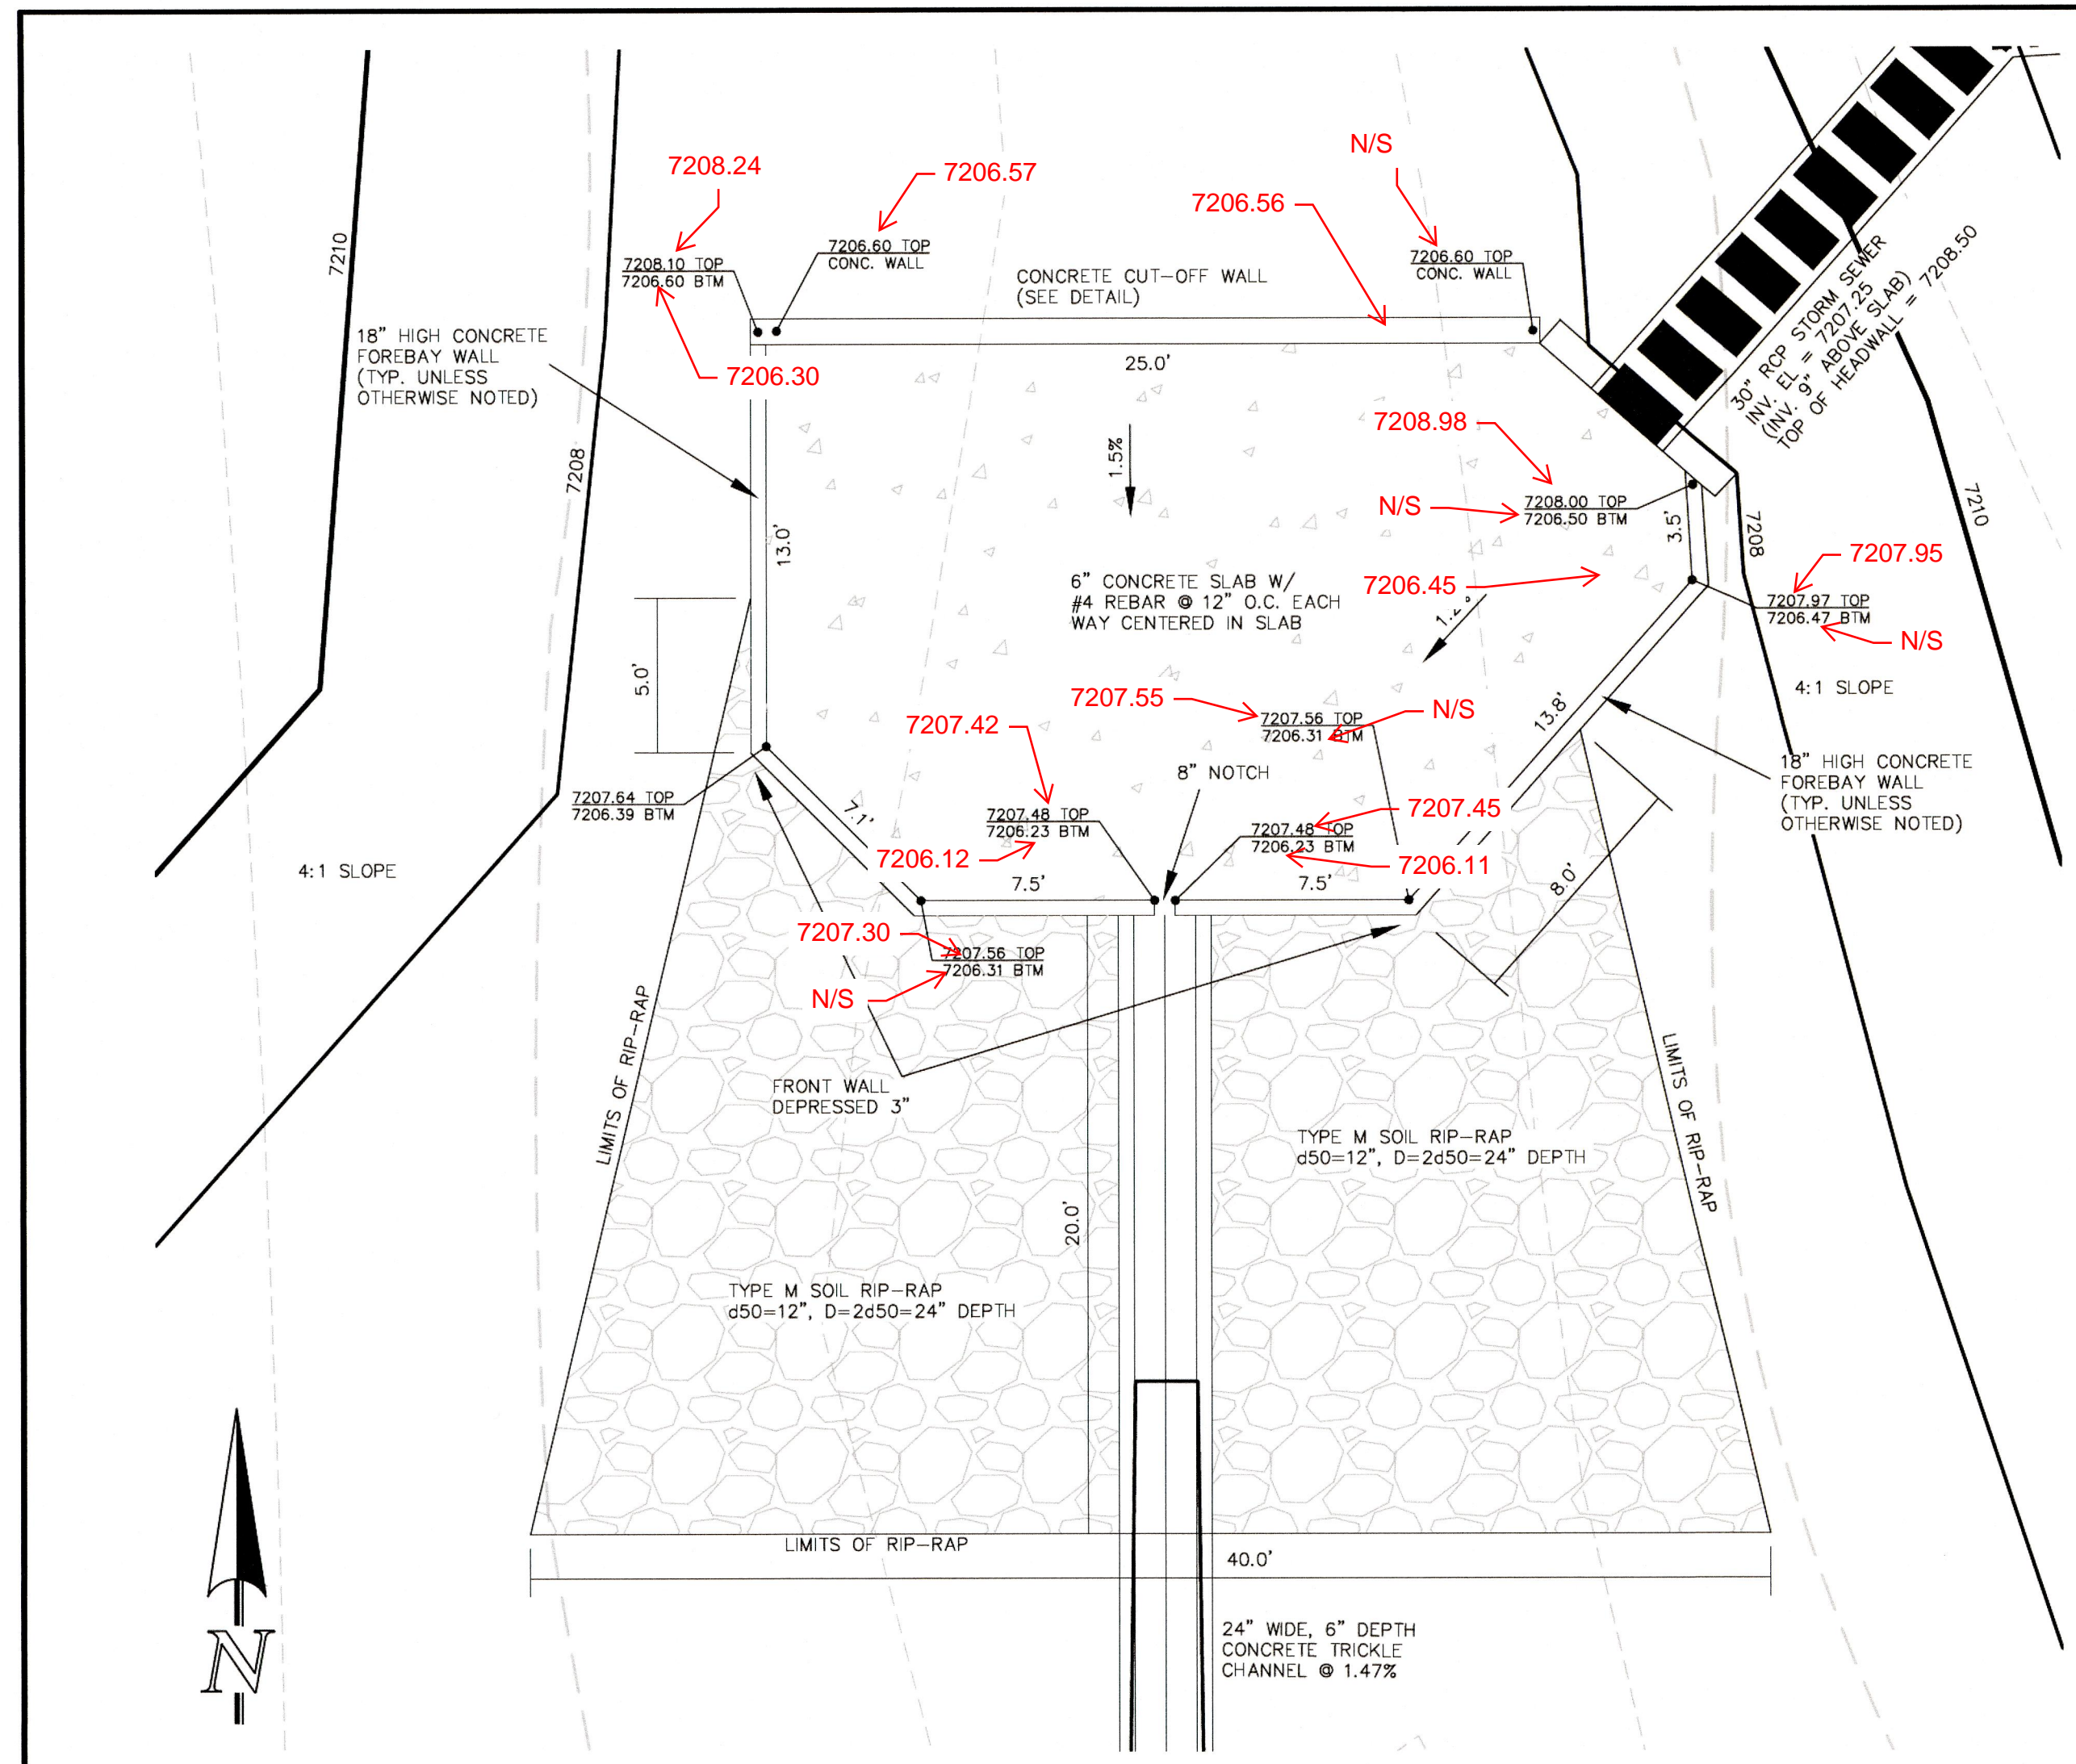 N/S
7208.24
7206.57
7206.56
7210
7208.10 TOP
7206.60 BTM
7206.60 TOP
CONC. WALL
CONCRETE CUT-OFF WALL
(SEE DETAIL)
7206.60 TOP
CONC. WALL
30" RCP STORM SEWER
INV. EL = 7207.25
(INV. 9" ABOVE SLAB)
TOP OF HEADWALL = 7208.50
18" HIGH CONCRETE
FOREBAY WALL
(TYP. UNLESS
OTHERWISE NOTED)
7206.30
25.0'
7208.98
1.5%
7208
N/S
7208.00 TOP
7206.50 BTM
3.5'
7208
7210
13.0'
7207.95
6" CONCRETE SLAB W/
#4 REBAR @ 12" O.C. EACH
WAY CENTERED IN SLAB
7206.45
7207.97 TOP
7206.47 BTM
N/S
5.0'
4:1 SLOPE
7207.55
7207.42
7207.56 TOP
7206.31 BTM
N/S
13.8'
8" NOTCH
18" HIGH CONCRETE
FOREBAY WALL
(TYP. UNLESS
OTHERWISE NOTED)
7207.64 TOP
7206.39 BTM
7.1'
7207.48 TOP
7206.23 BTM
7207.48 TOP
7206.23 BTM
7207.45
7206.12
7206.11
4:1 SLOPE
7.5'
7.5'
8.0'
7207.30
7207.56 TOP
7206.31 BTM
N/S
LIMITS OF RIP-RAP
LIMITS OF RIP-RAP
FRONT WALL
DEPRESSED 3"
TYPE M SOIL RIP-RAP
d50=12", D=2d50=24" DEPTH
20.0'
TYPE M SOIL RIP-RAP
d50=12", D=2d50=24" DEPTH
LIMITS OF RIP-RAP
40.0'
24" WIDE, 6" DEPTH
CONCRETE TRICKLE
CHANNEL @ 1.47%
N